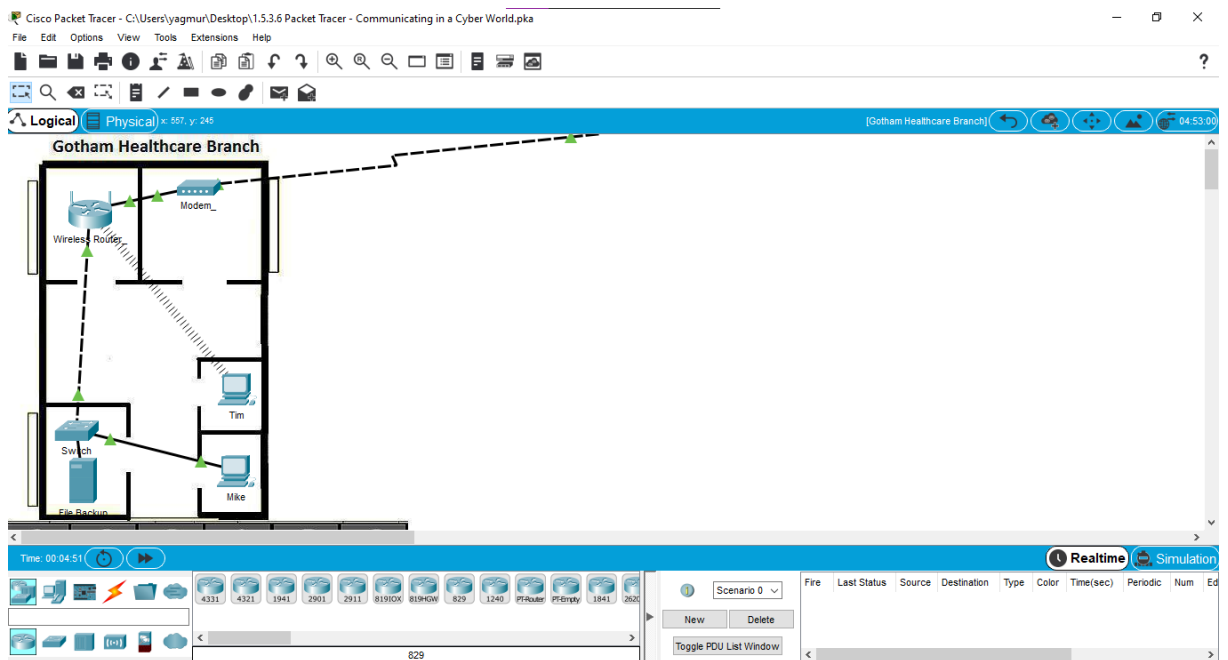 Cisco Packet Tracer - C:\Users\yagmur\Desktop\1.5.3.6 Packet Tracer - Communicating in a Cyber World.pka
File Edit Options View Tools Extensions Help
?
Logical Physical x: 557, y: 245 [Gotham Healthcare Branch] 04:53:00
Gotham Healthcare Branch
Modem_
Wireless Router_
Tim
Switch
Mike
File Backup
Time: 00:04:51 Realtime Simulation
4331 4321 1941 2901 2911 819IOX 819HGW 829 1240 PT-Router PT-Empty 1841
829
Scenario 0
New Delete
Toggle PDU List Window
Fire Last Status Source Destination Type Color Time(sec) Periodic Num Ed